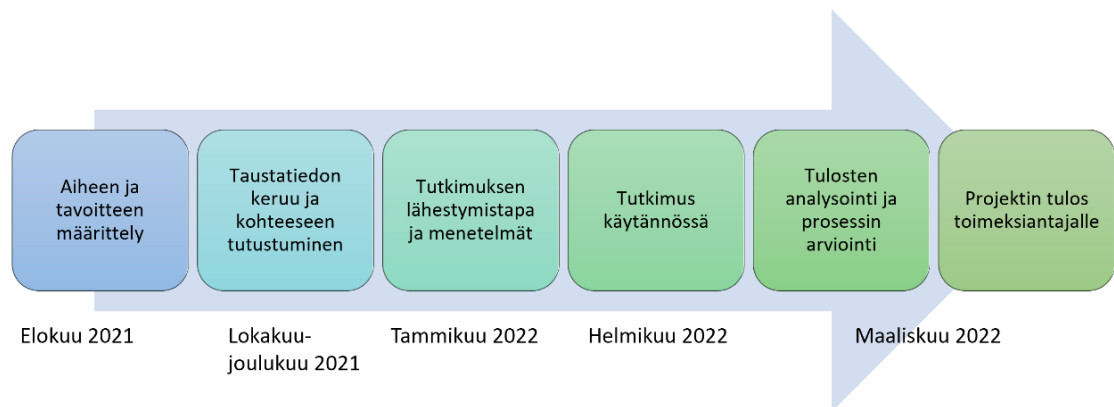 Aiheen ja
tavoitteen
määrittely
Taustatiedon
keruu ja
kohteeseen
tutustuminen
Tutkimuksen
lähestymistapa
ja menetelmät
Tutkimus
käytännössä
Tulosten
analysointi ja
prosessin
arviointi
Projektin tulos
toimeksiantajalle
Elokuu 2021
Lokakuu-
joulukuu 2021
Tammikuu 2022
Helmikuu 2022
Maaliskuu 2022